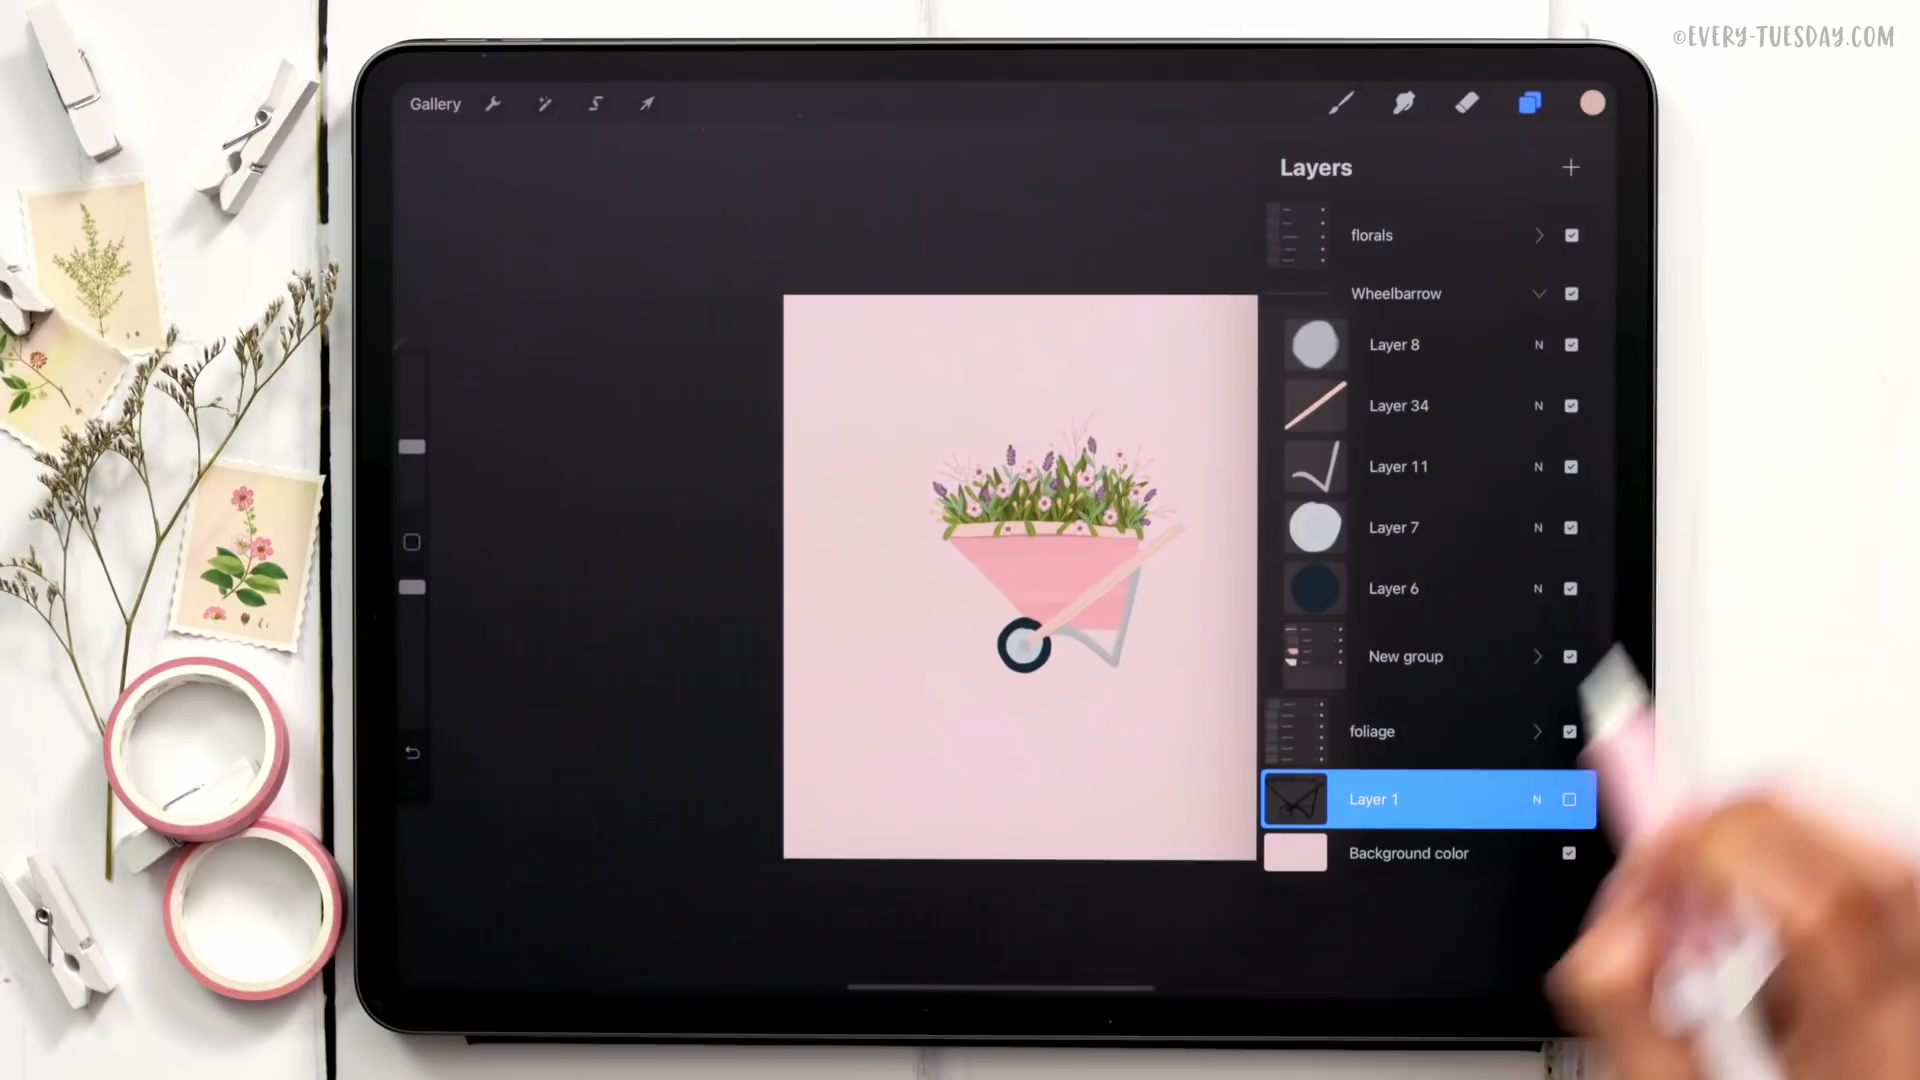 ©EVERY-TUESDAY.COM
Gallery
Layers
florals
Wheelbarrow
Layer 8 N
Layer 34 N
Layer 11 N
Layer 7 N
Layer 6 N
New group
foliage
Layer 1 N
Background color